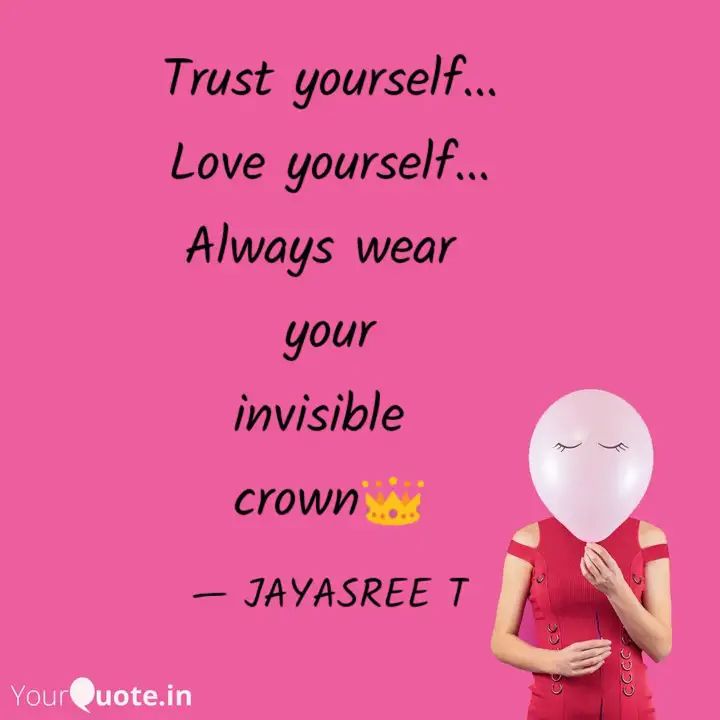 Trust yourself...
Love yourself...
Always wear
your
invisible
crown👑
— JAYASREE T
YourQuote.in